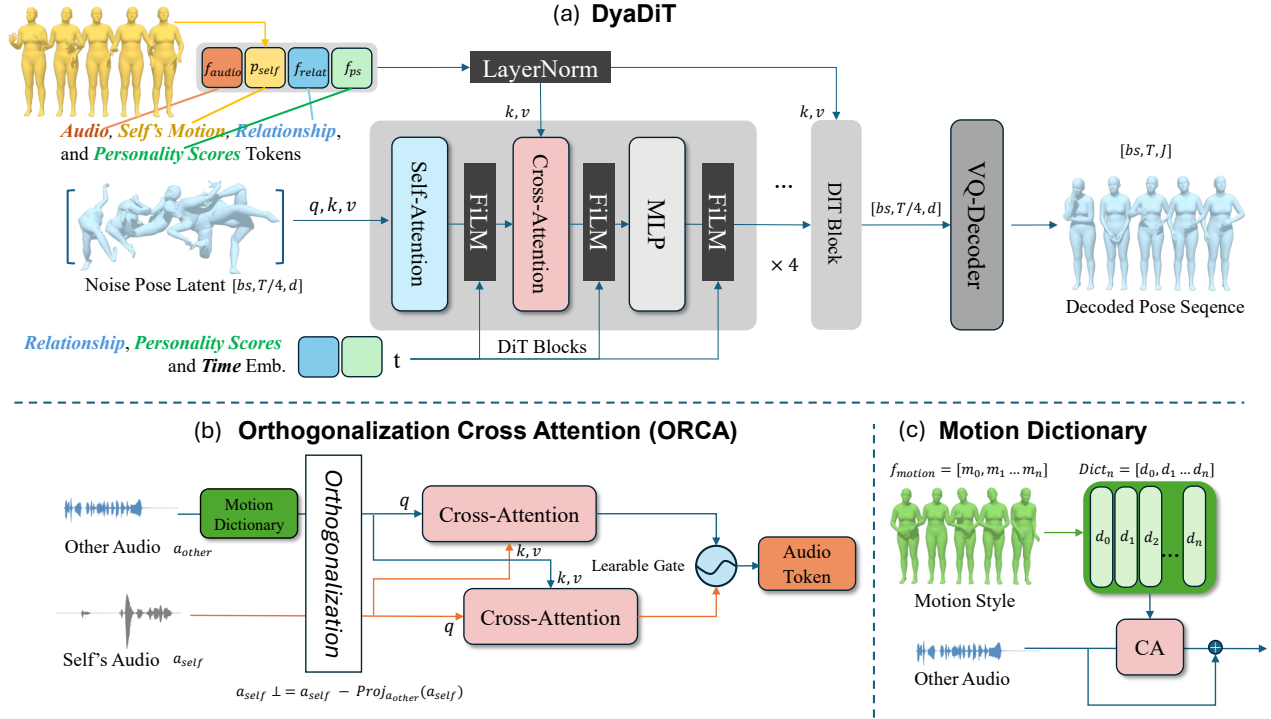 (a) DyaDiT
f_audio p_self f_relat f_ps
LayerNorm
k, v
k, v
Audio, Self's Motion, Relationship,
and Personality Scores Tokens
q, k, v
Self-Attention
FiLM
Cross-Attention
FiLM
MLP
FiLM
...
× 4
DIT Block
[bs, T/4, d]
VQ-Decoder
[bs, T, J]
Noise Pose Latent [bs, T/4, d]
Decoded Pose Seqence
Relationship, Personality Scores
and Time Emb.
t
DiT Blocks
(b) Orthogonalization Cross Attention (ORCA)
Other Audio a_other
Motion
Dictionary
Orthogonalization
q
Cross-Attention
k, v
k, v
Learable Gate
Audio
Token
Self's Audio a_self
q
Cross-Attention
a_self ⊥ = a_self − Proj_{a_other}(a_self)
(c) Motion Dictionary
f_motion = [m_0, m_1 … m_n]
Dict_n = [d_0, d_1 … d_n]
d_0 d_1 d_2 ... d_n
Motion Style
CA
Other Audio